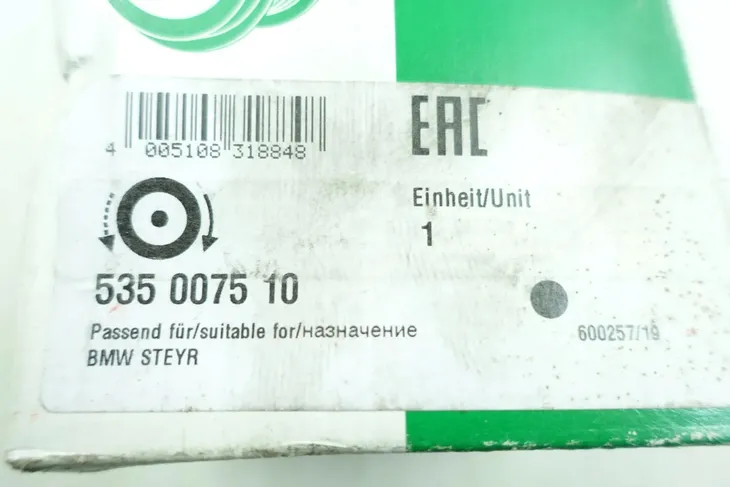 EAC
4 005108 318848
Einheit/Unit
1
535 0075 10
Passend für/suitable for/назначение
BMW STEYR
600257/19